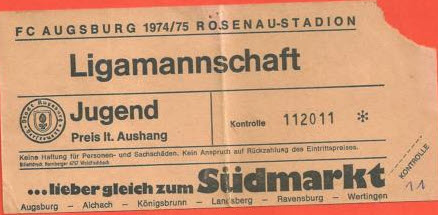 FC AUGSBURG 1974/75 ROSENAU-STADION
Ligamannschaft
Jugend
Preis lt. Aushang
Kontrolle 112011 *
Keine Haftung für Personen- und Sachschäden. Kein Anspruch auf Rückzahlung des Eintrittspreises.
...lieber gleich zum Südmarkt
Augsburg – Aichach – Königsbrunn – Landsberg – Ravensburg – Wertingen
KONTROLLE
11